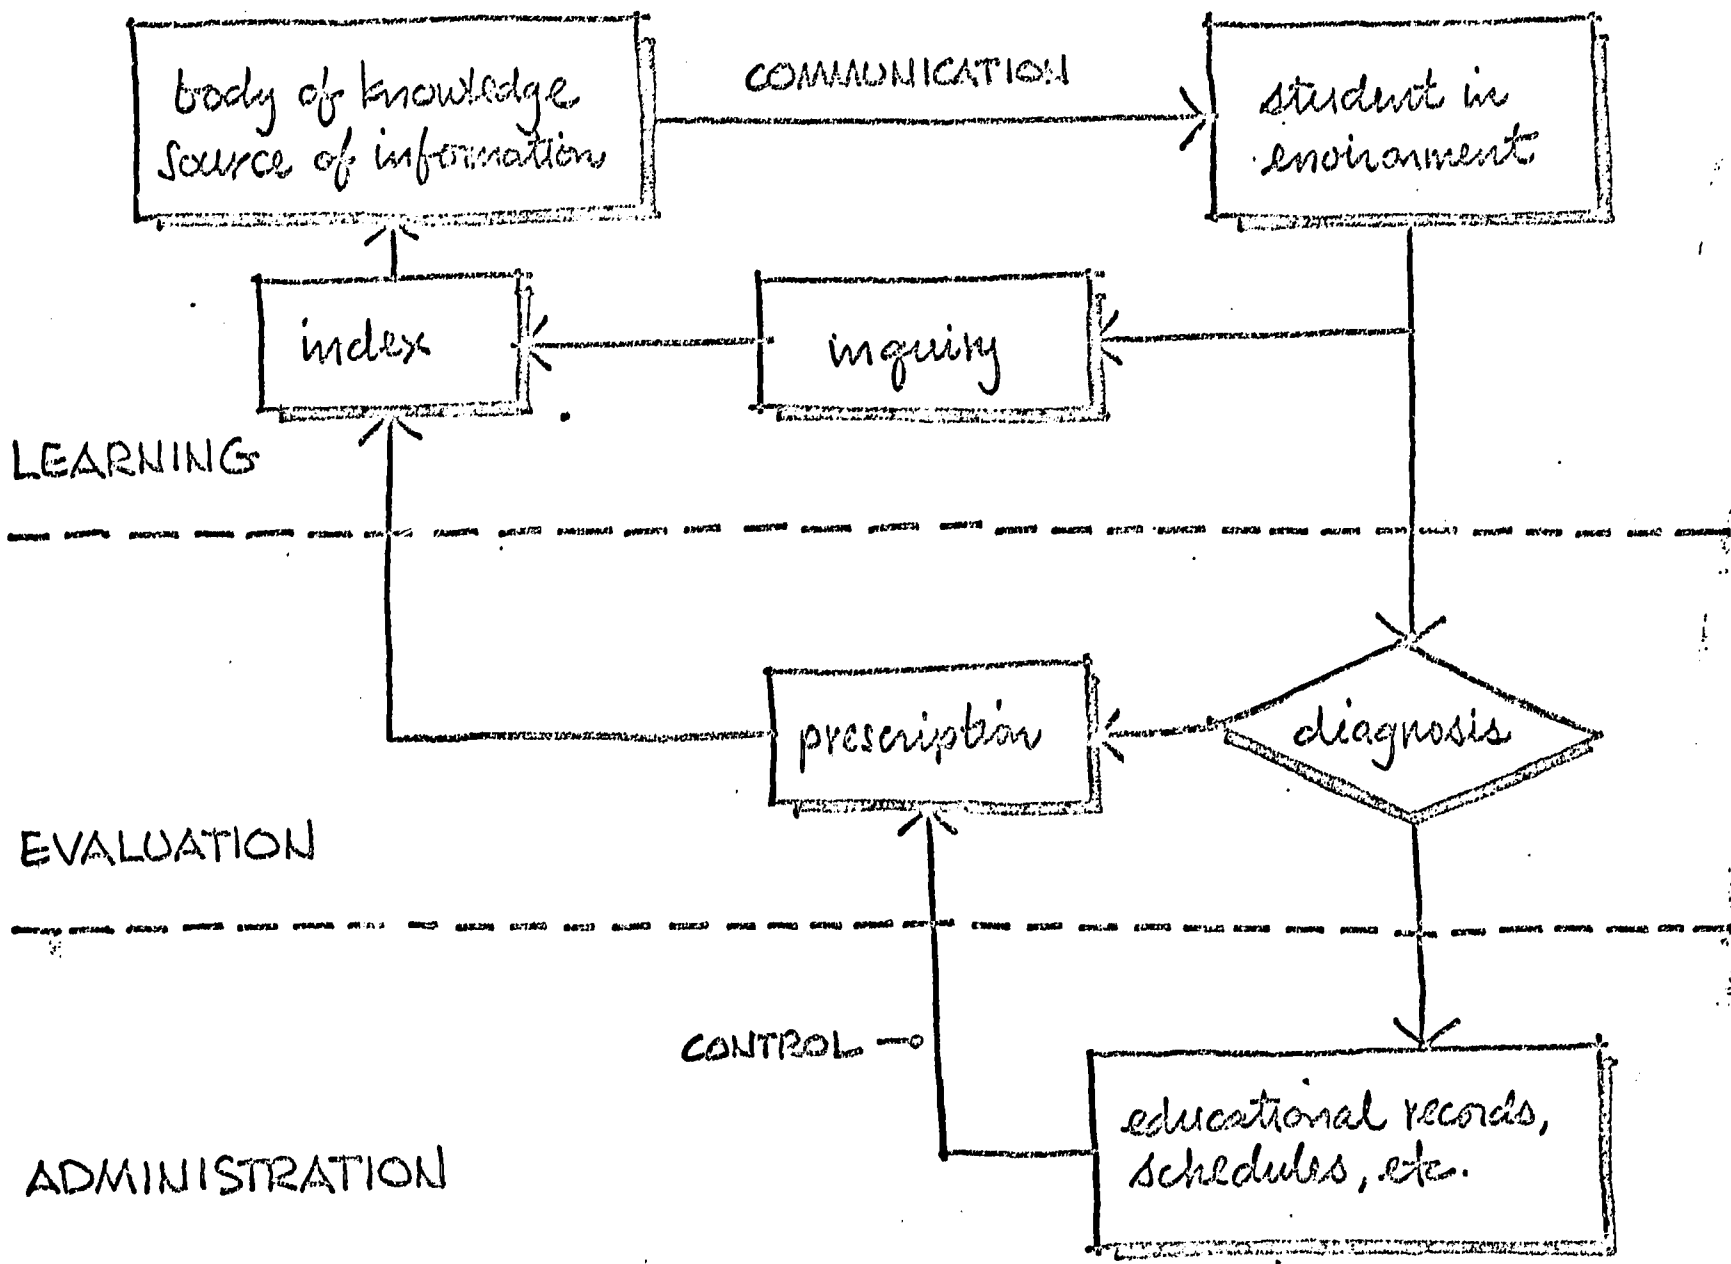 body of knowledge
source of information
COMMUNICATION
student in
environment
index
inquiry
LEARNING
prescription
diagnosis
EVALUATION
CONTROL
educational records,
schedules, etc.
ADMINISTRATION